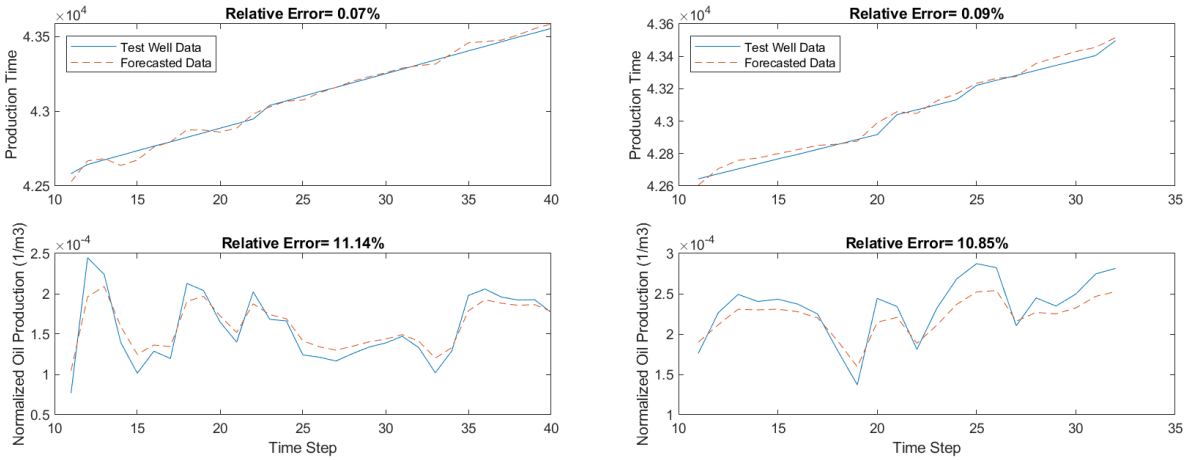 Relative Error= 0.07%
×10⁴
4.35
4.3
4.25
Production Time
Test Well Data
Forecasted Data
10 15 20 25 30 35 40
Relative Error= 0.09%
×10⁴
4.36
4.34
4.32
4.3
4.28
4.26
Production Time
Test Well Data
Forecasted Data
10 15 20 25 30 35
Relative Error= 11.14%
×10⁻⁴
2.5
2
1.5
1
0.5
Normalized Oil Production (1/m3)
10 15 20 25 30 35 40
Time Step
Relative Error= 10.85%
×10⁻⁴
3
2.5
2
1.5
1
Normalized Oil Production (1/m3)
10 15 20 25 30 35
Time Step